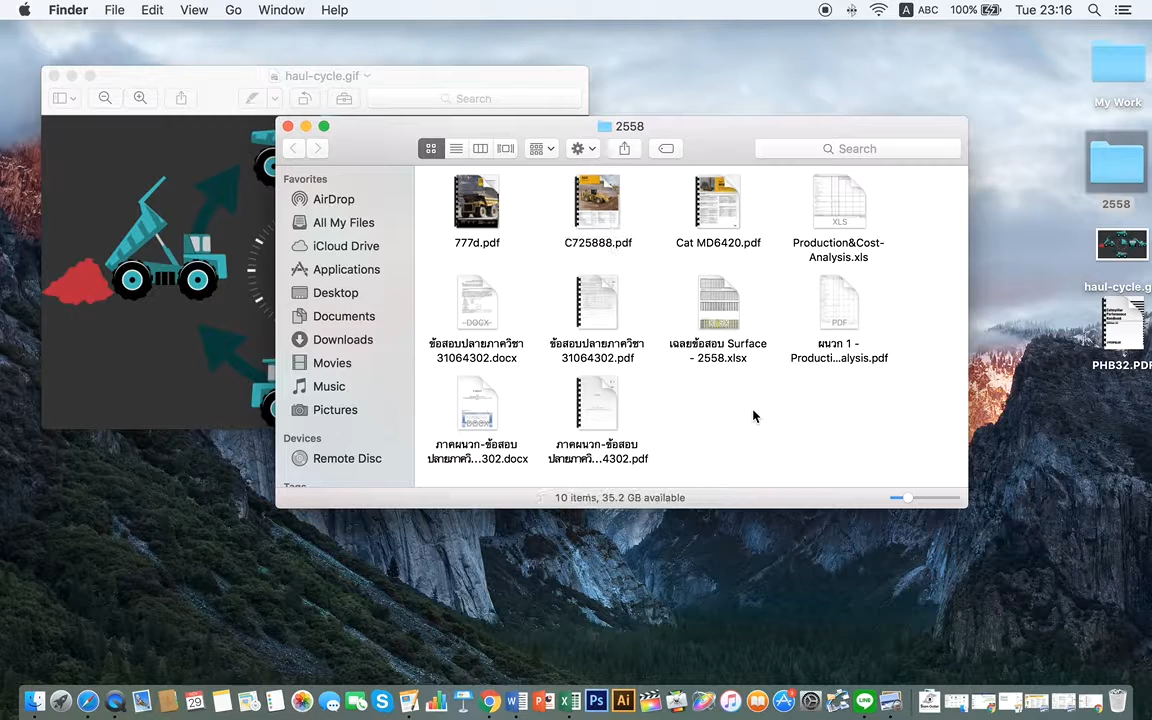 Finder File Edit View Go Window Help
A ABC 100% Tue 23:16
haul-cycle.gif
Search
My Work
2558
haul-cycle.g
PHB32.PDF
2558
Search
Favorites
AirDrop
All My Files
iCloud Drive
Applications
Desktop
Documents
Downloads
Movies
Music
Pictures
Devices
Remote Disc
777d.pdf
C725888.pdf
Cat MD6420.pdf
XLS
Production&Cost-
Analysis.xls
DOCX
ข้อสอบปลายภาควิชา
31064302.docx
ข้อสอบปลายภาควิชา
31064302.pdf
เฉลยข้อสอบ Surface
- 2558.xlsx
PDF
ผนวก 1 -
Producti...alysis.pdf
DOCX
ภาคผนวก-ข้อสอบ
ปลายภาควิ...302.docx
ภาคผนวก-ข้อสอบ
ปลายภาควิ...4302.pdf
10 items, 35.2 GB available
29
Ps
Ai
LINE